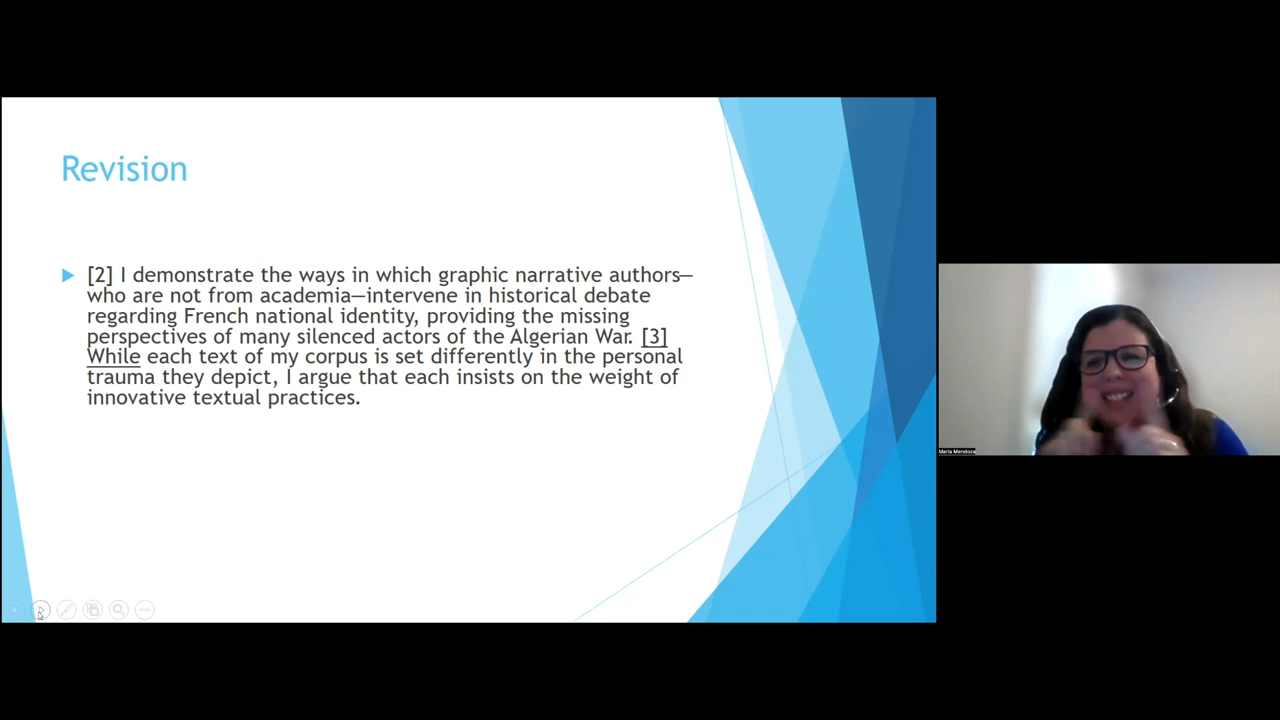 Revision
[2] I demonstrate the ways in which graphic narrative authors—
who are not from academia—intervene in historical debate
regarding French national identity, providing the missing
perspectives of many silenced actors of the Algerian War. [3]
While each text of my corpus is set differently in the personal
trauma they depict, I argue that each insists on the weight of
innovative textual practices.
Maria Mendoza